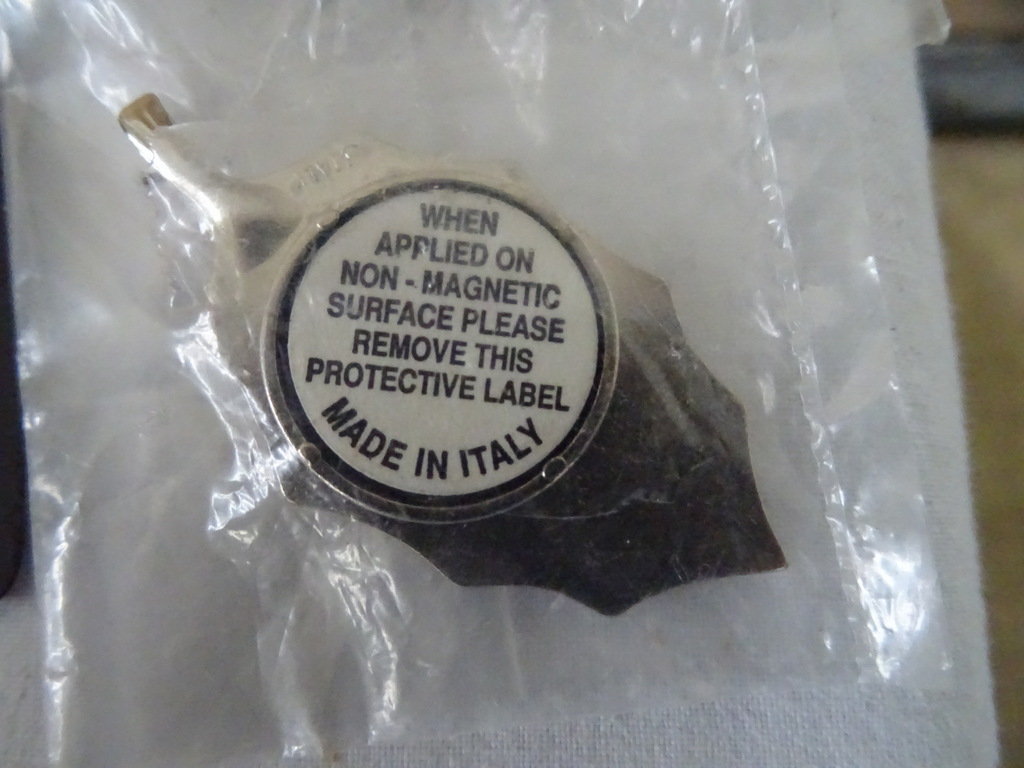 WHEN
APPLIED ON
NON - MAGNETIC
SURFACE PLEASE
REMOVE THIS
PROTECTIVE LABEL
MADE IN ITALY